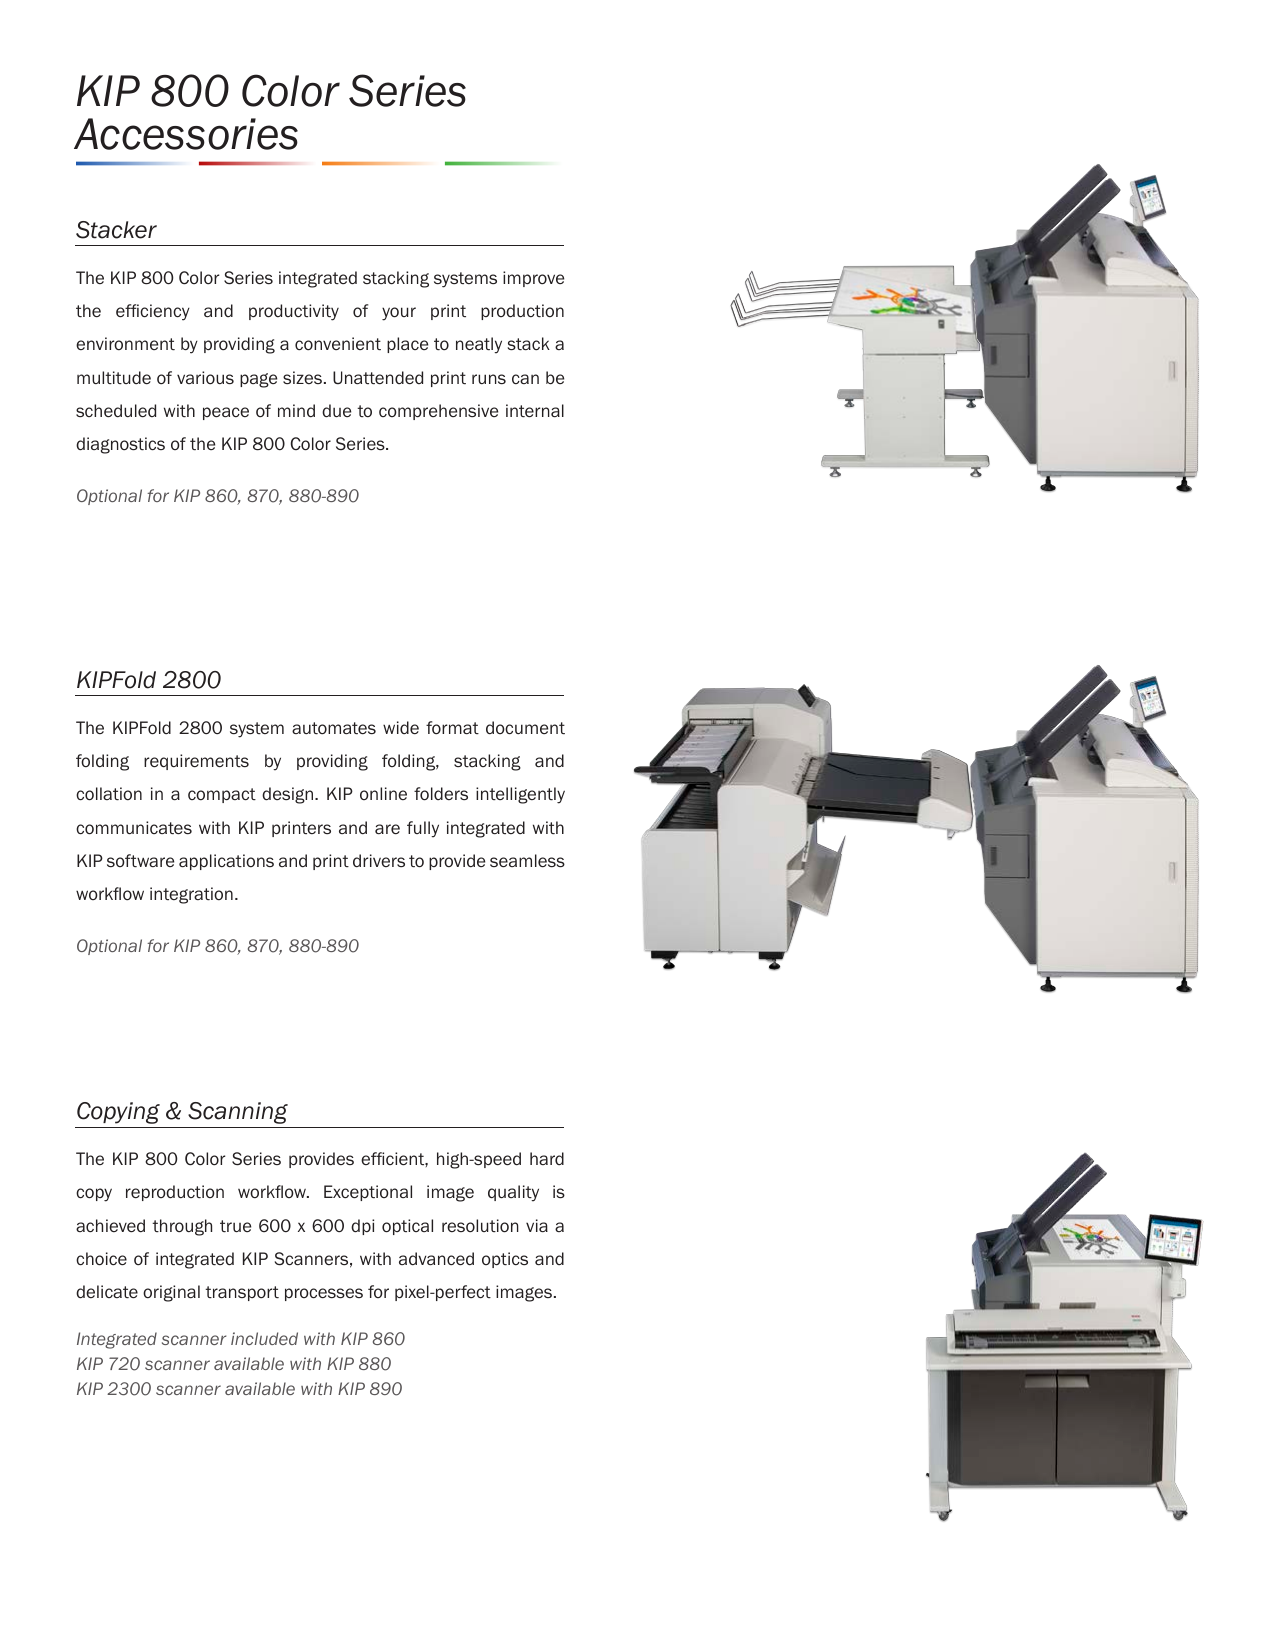 KIP 800 Color Series
Accessories
Stacker
The KIP 800 Color Series integrated stacking systems improve
the efficiency and productivity of your print production
environment by providing a convenient place to neatly stack a
multitude of various page sizes. Unattended print runs can be
scheduled with peace of mind due to comprehensive internal
diagnostics of the KIP 800 Color Series.
Optional for KIP 860, 870, 880-890
KIPFold 2800
The KIPFold 2800 system automates wide format document
folding requirements by providing folding, stacking and
collation in a compact design. KIP online folders intelligently
communicates with KIP printers and are fully integrated with
KIP software applications and print drivers to provide seamless
workflow integration.
Optional for KIP 860, 870, 880-890
Copying & Scanning
The KIP 800 Color Series provides efficient, high-speed hard
copy reproduction workflow. Exceptional image quality is
achieved through true 600 x 600 dpi optical resolution via a
choice of integrated KIP Scanners, with advanced optics and
delicate original transport processes for pixel-perfect images.
Integrated scanner included with KIP 860
KIP 720 scanner available with KIP 880
KIP 2300 scanner available with KIP 890